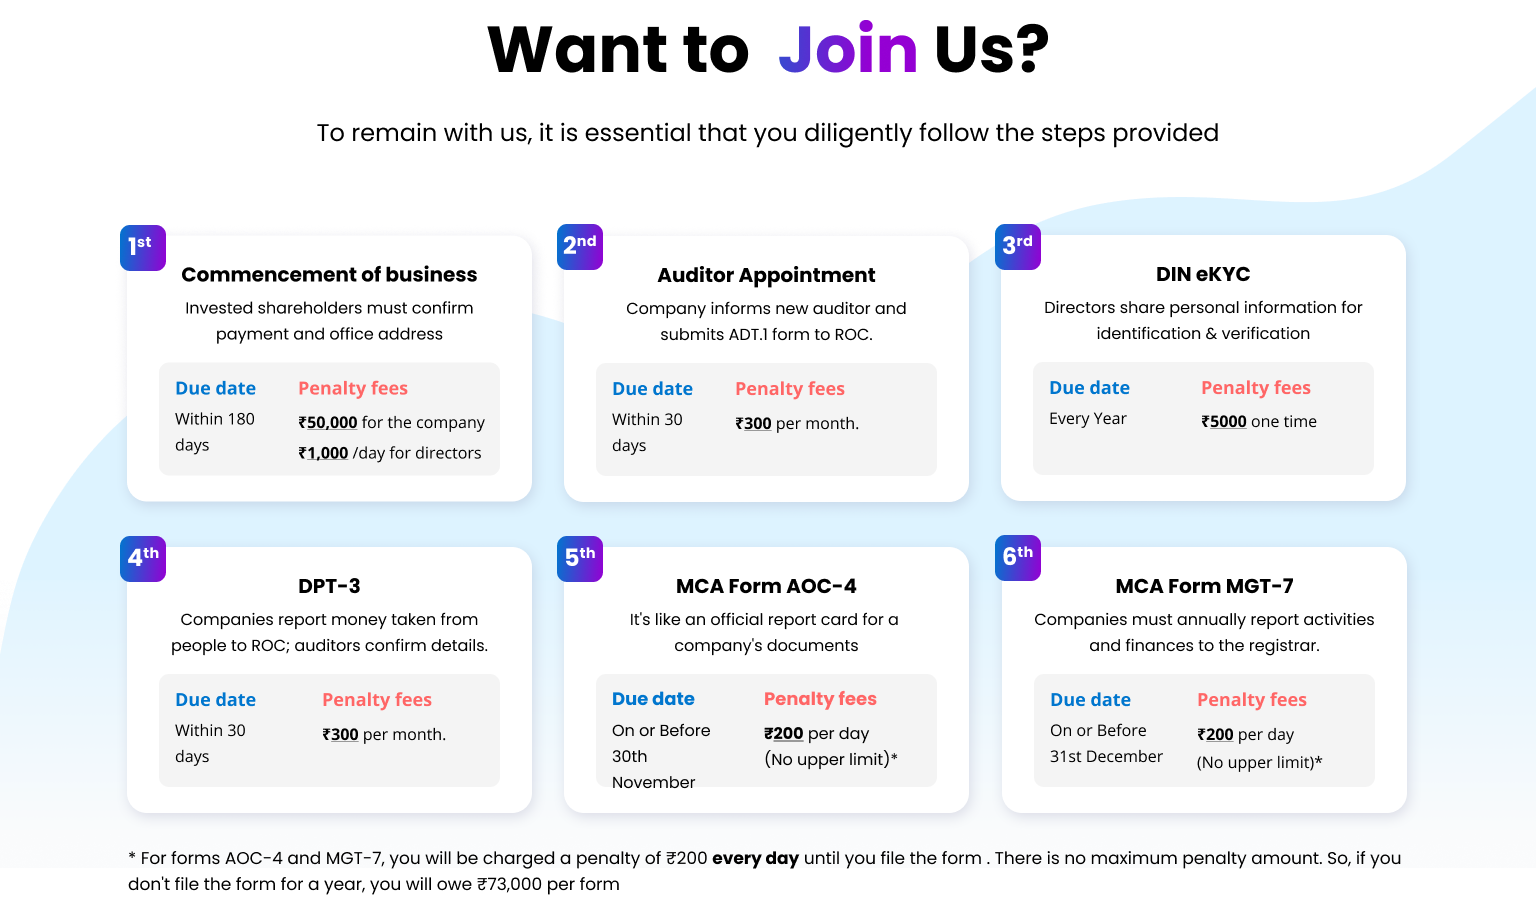 Want to Join Us?
To remain with us, it is essential that you diligently follow the steps provided
1st
Commencement of business
Invested shareholders must confirm
payment and office address
Due date
Within 180
days
Penalty fees
₹50,000 for the company
₹1,000 /day for directors
2nd
Auditor Appointment
Company informs new auditor and
submits ADT.1 form to ROC.
Due date
Within 30
days
Penalty fees
₹300 per month.
3rd
DIN eKYC
Directors share personal information for
identification & verification
Due date
Every Year
Penalty fees
₹5000 one time
4th
DPT-3
Companies report money taken from
people to ROC; auditors confirm details.
Due date
Within 30
days
Penalty fees
₹300 per month.
5th
MCA Form AOC-4
It's like an official report card for a
company's documents
Due date
On or Before
30th
November
Penalty fees
₹200 per day
(No upper limit)*
6th
MCA Form MGT-7
Companies must annually report activities
and finances to the registrar.
Due date
On or Before
31st December
Penalty fees
₹200 per day
(No upper limit)*
* For forms AOC-4 and MGT-7, you will be charged a penalty of ₹200 every day until you file the form . There is no maximum penalty amount. So, if you
don't file the form for a year, you will owe ₹73,000 per form